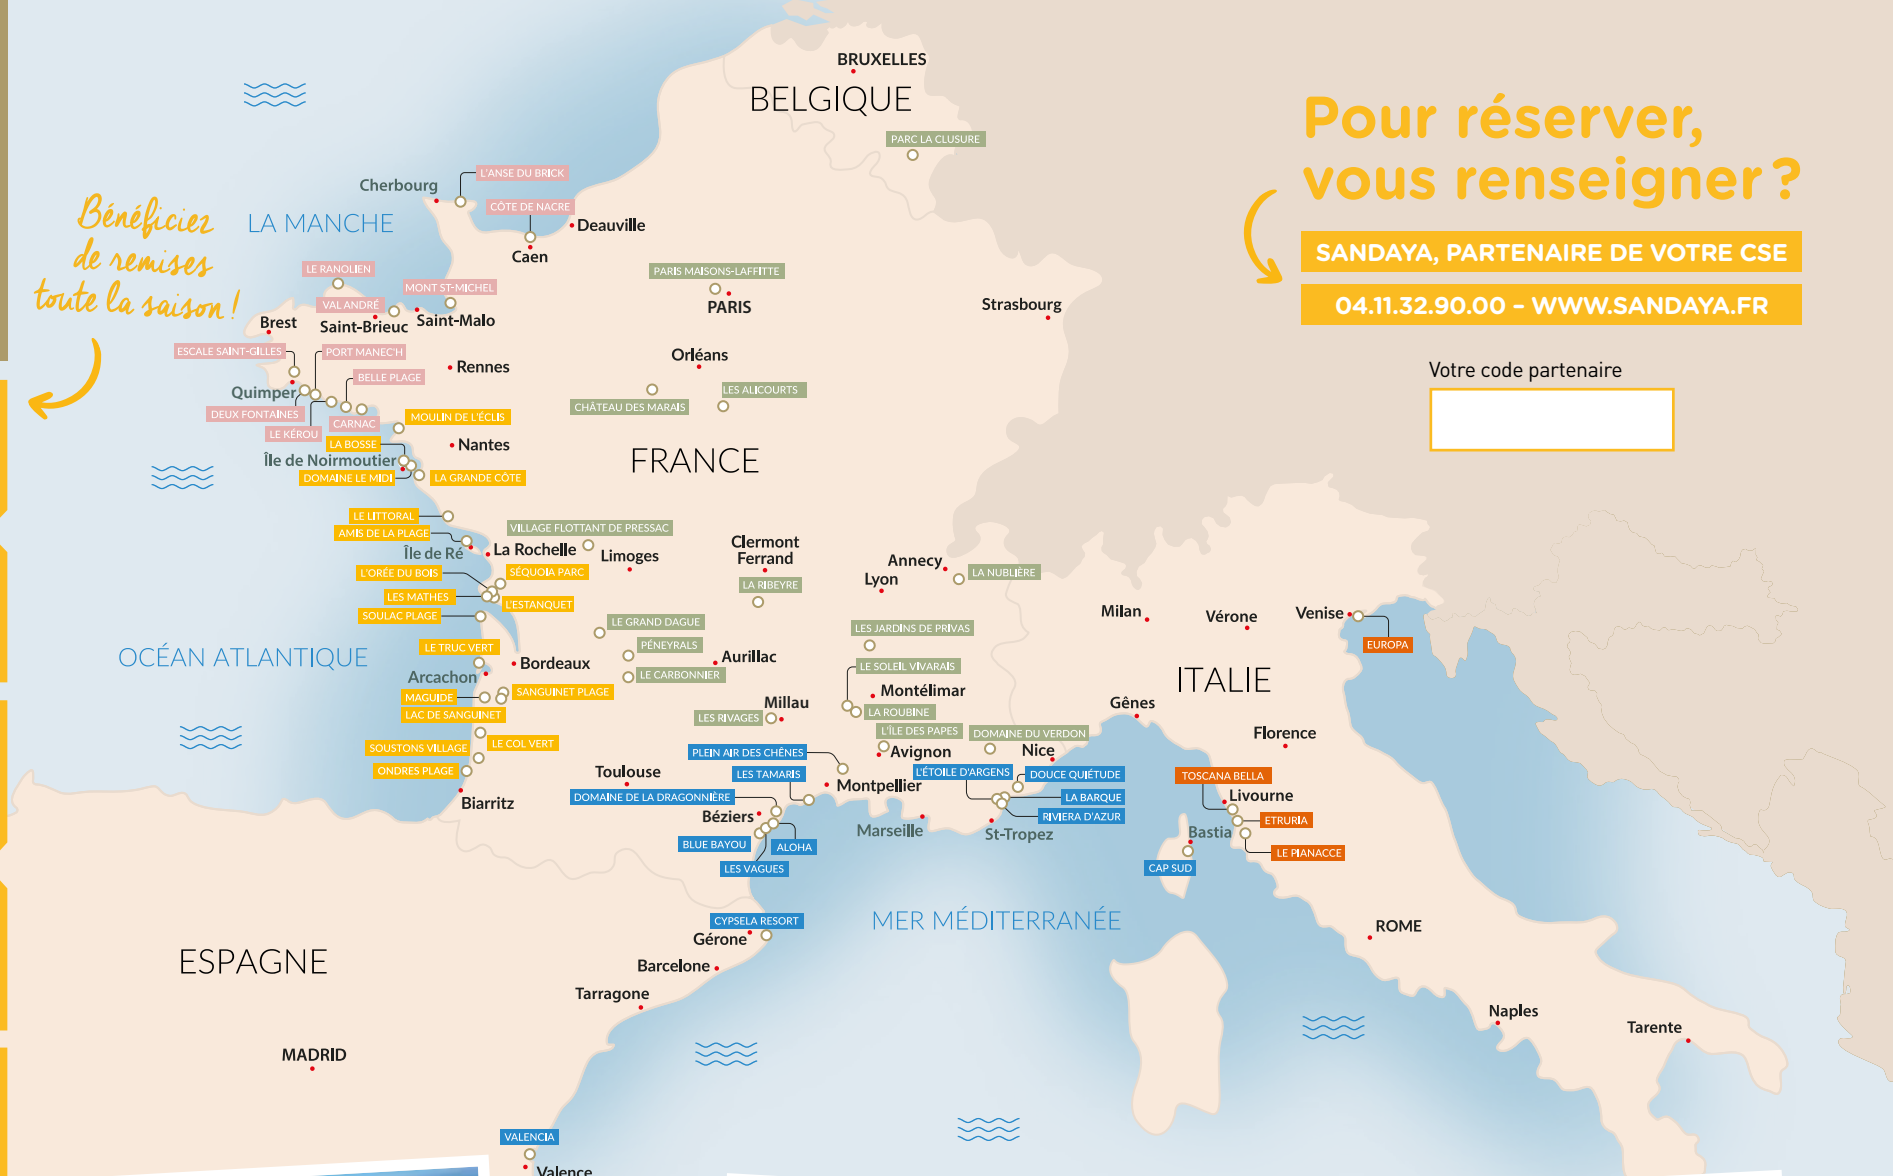 BRUXELLES
BELGIQUE
PARC LA CLUSURE
Pour réserver,
vous renseigner ?
SANDAYA, PARTENAIRE DE VOTRE CSE
04.11.32.90.00 – WWW.SANDAYA.FR
Votre code partenaire
Bénéficiez
de remises
toute la saison !
LA MANCHE
Cherbourg
L'ANSE DU BRICK
CÔTE DE NACRE
Deauville
Caen
LE RANOLIEN
VAL ANDRÉ
MONT ST-MICHEL
Brest
Saint-Brieuc
Saint-Malo
PARIS MAISONS-LAFFITTE
PARIS
Strasbourg
ESCALE SAINT-GILLES
PORT MANEC'H
BELLE PLAGE
Rennes
Orléans
Quimper
DEUX FONTAINES
LE KÉROU
CARNAC
CHÂTEAU DES MARAIS
LES ALICOURTS
MOULIN DE L'ÉCLIS
LA BOSSE
Nantes
Île de Noirmoutier
DOMAINE LE MIDI
LA GRANDE CÔTE
FRANCE
LE LITTORAL
AMIS DE LA PLAGE
Île de Ré
La Rochelle
VILLAGE FLOTTANT DE PRESSAC
Limoges
Clermont
Ferrand
LA RIBEYRE
Annecy
Lyon
LA NUBLIÈRE
L'ORÉE DU BOIS
SÉQUOIA PARC
LES MATHES
L'ESTANQUET
SOULAC PLAGE
LE GRAND DAGUE
PÉNEYRALS
LE CARBONNIER
Aurillac
LES JARDINS DE PRIVAS
LE SOLEIL VIVARAIS
Montélimar
LA ROUBINE
Milan
Vérone
Venise
EUROPA
OCÉAN ATLANTIQUE
LE TRUC VERT
Bordeaux
Arcachon
MAGUIDE
SANGUINET PLAGE
LAC DE SANGUINET
ITALIE
Gênes
Florence
Millau
LES RIVAGES
L'ÎLE DES PAPES
Avignon
DOMAINE DU VERDON
Nice
SOUSTONS VILLAGE
LE COL VERT
ONDRES PLAGE
Biarritz
Toulouse
PLEIN AIR DES CHÊNES
LES TAMARIS
Montpellier
DOMAINE DE LA DRAGONNIÈRE
Béziers
BLUE BAYOU
ALOHA
LES VAGUES
L'ÉTOILE D'ARGENS
DOUCE QUIÉTUDE
LA BARQUE
RIVIERA D'AZUR
Marseille
St-Tropez
TOSCANA BELLA
Livourne
ETRURIA
LE PIANACCE
Bastia
CAP SUD
MER MÉDITERRANÉE
CYPSELA RESORT
Gérone
Barcelone
Tarragone
ESPAGNE
MADRID
ROME
Naples
Tarente
VALENCIA
Valence